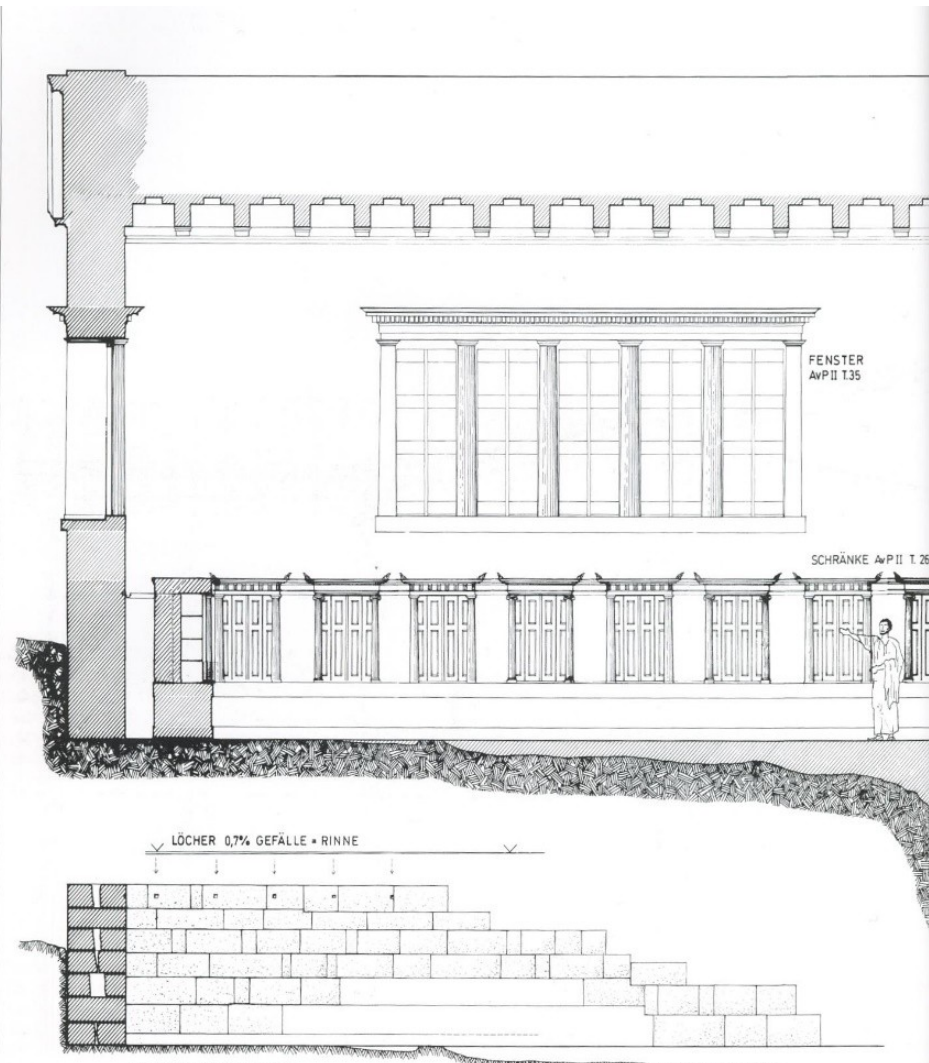 FENSTER
AvP II T.35
SCHRÄNKE AvP II T. 26
LÖCHER 0,7% GEFÄLLE = RINNE